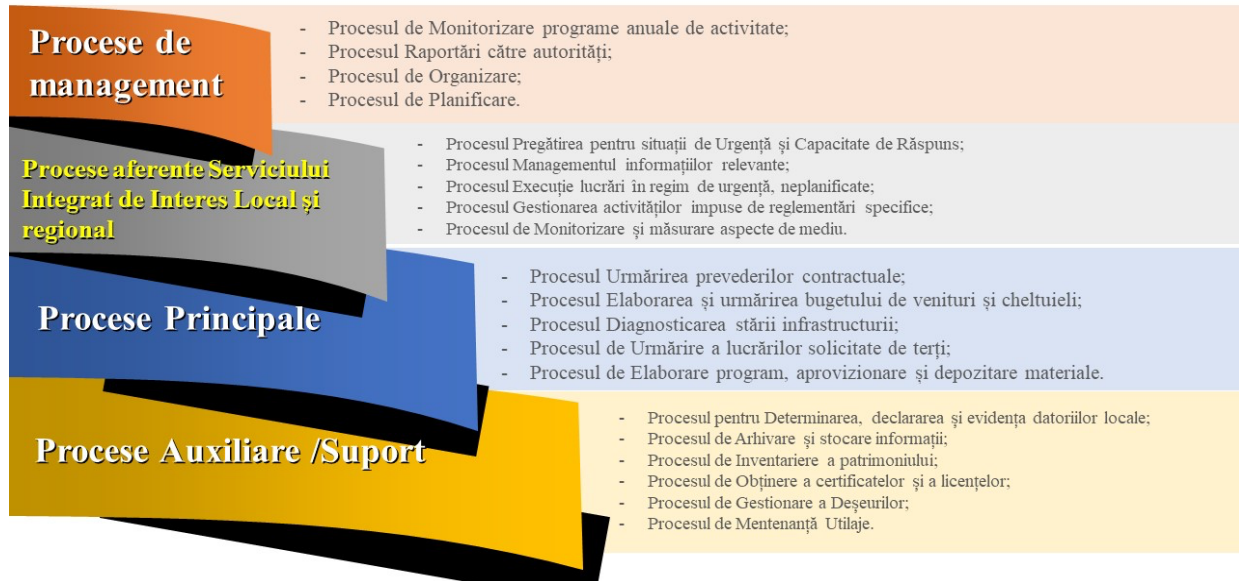 Procese de
management
- Procesul de Monitorizare programe anuale de activitate;
- Procesul Raportări către autorități;
- Procesul de Organizare;
- Procesul de Planificare.
Procese aferente Serviciului
Integrat de Interes Local și
regional
- Procesul Pregătirea pentru situații de Urgență și Capacitate de Răspuns;
- Procesul Managementul informațiilor relevante;
- Procesul Execuție lucrări în regim de urgență, neplanificate;
- Procesul Gestionarea activităților impuse de reglementări specifice;
- Procesul de Monitorizare și măsurare aspecte de mediu.
Procese Principale
- Procesul Urmărirea prevederilor contractuale;
- Procesul Elaborarea și urmărirea bugetului de venituri și cheltuieli;
- Procesul Diagnosticarea stării infrastructurii;
- Procesul de Urmărire a lucrărilor solicitate de terți;
- Procesul de Elaborare program, aprovizionare și depozitare materiale.
Procese Auxiliare /Suport
- Procesul pentru Determinarea, declararea și evidența datoriilor locale;
- Procesul de Arhivare și stocare informații;
- Procesul de Inventariere a patrimoniului;
- Procesul de Obținere a certificatelor și a licențelor;
- Procesul de Gestionare a Deșeurilor;
- Procesul de Mentenanță Utilaje.